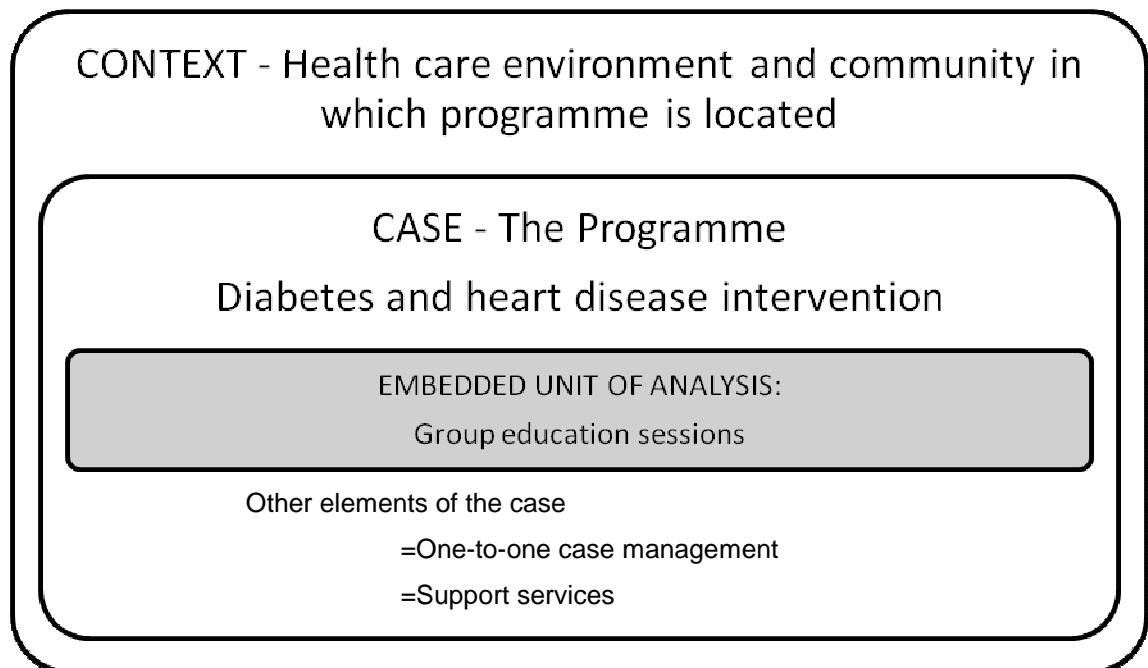 CONTEXT - Health care environment and community in
which programme is located
CASE - The Programme
Diabetes and heart disease intervention
EMBEDDED UNIT OF ANALYSIS:
Group education sessions
Other elements of the case
=One-to-one case management
=Support services